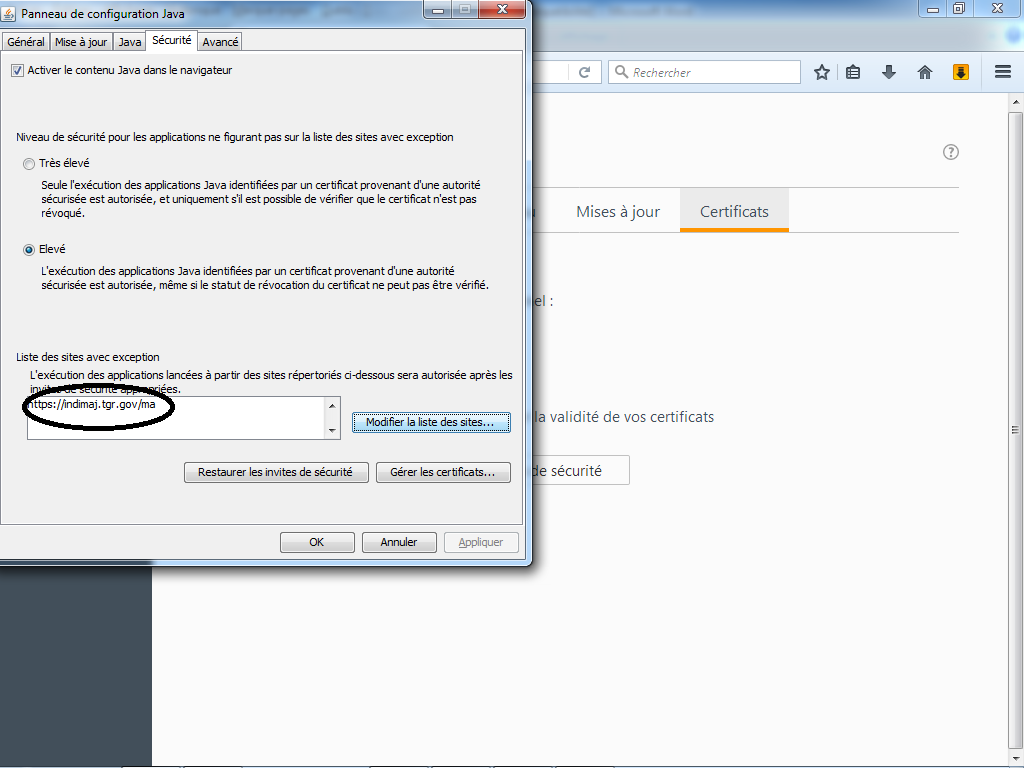 Panneau de configuration Java
Général
Mise à jour
Java
Sécurité
Avancé
Activer le contenu Java dans le navigateur
Niveau de sécurité pour les applications ne figurant pas sur la liste des sites avec exception
Très élevé
Seule l'exécution des applications Java identifiées par un certificat provenant d'une autorité
sécurisée est autorisée, et uniquement s'il est possible de vérifier que le certificat n'est pas
révoqué.
Elevé
L'exécution des applications Java identifiées par un certificat provenant d'une autorité
sécurisée est autorisée, même si le statut de révocation du certificat ne peut pas être vérifié.
Liste des sites avec exception
L'exécution des applications lancées à partir des sites répertoriés ci-dessous sera autorisée après les
invites de sécurité appropriées.
https://indimaj.tgr.gov/ma
Modifier la liste des sites...
Restaurer les invites de sécurité
Gérer les certificats...
OK
Annuler
Appliquer
Rechercher
Mises à jour
Certificats
el :
la validité de vos certificats
de sécurité